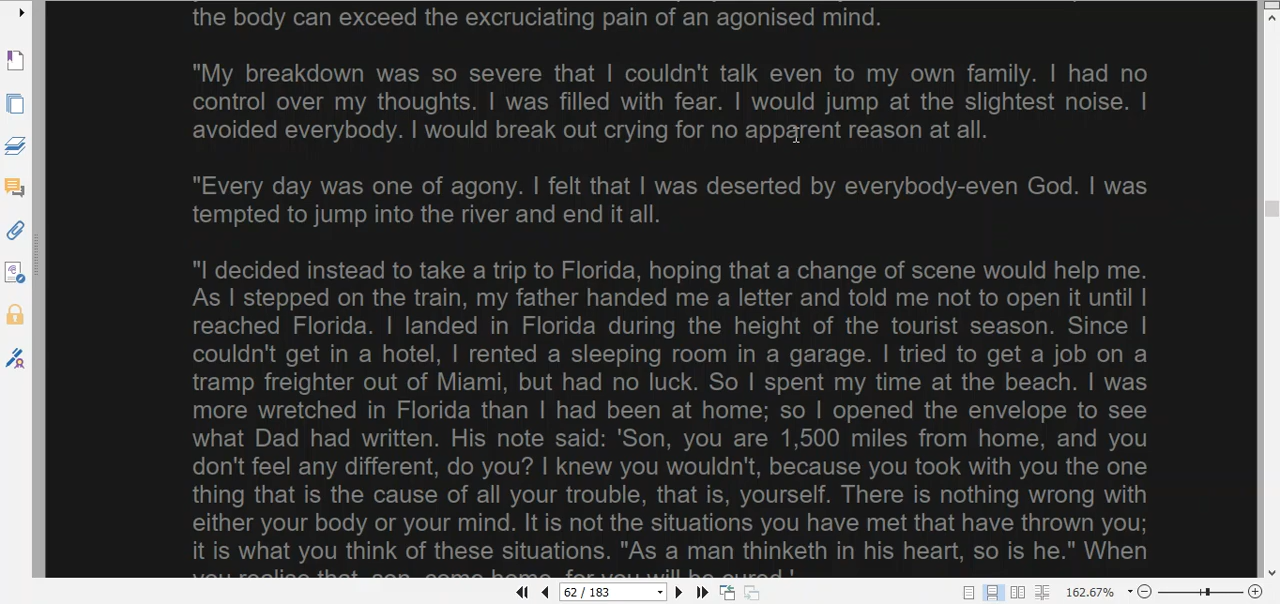 the body can exceed the excruciating pain of an agonised mind.
"My breakdown was so severe that I couldn't talk even to my own family. I had no
control over my thoughts. I was filled with fear. I would jump at the slightest noise. I
avoided everybody. I would break out crying for no apparent reason at all.
"Every day was one of agony. I felt that I was deserted by everybody-even God. I was
tempted to jump into the river and end it all.
"I decided instead to take a trip to Florida, hoping that a change of scene would help me.
As I stepped on the train, my father handed me a letter and told me not to open it until I
reached Florida. I landed in Florida during the height of the tourist season. Since I
couldn't get in a hotel, I rented a sleeping room in a garage. I tried to get a job on a
tramp freighter out of Miami, but had no luck. So I spent my time at the beach. I was
more wretched in Florida than I had been at home; so I opened the envelope to see
what Dad had written. His note said: 'Son, you are 1,500 miles from home, and you
don't feel any different, do you? I knew you wouldn't, because you took with you the one
thing that is the cause of all your trouble, that is, yourself. There is nothing wrong with
either your body or your mind. It is not the situations you have met that have thrown you;
it is what you think of these situations. "As a man thinketh in his heart, so is he." When
you realise that, son, come home, for you will be cured.'
62 / 183
162.67%